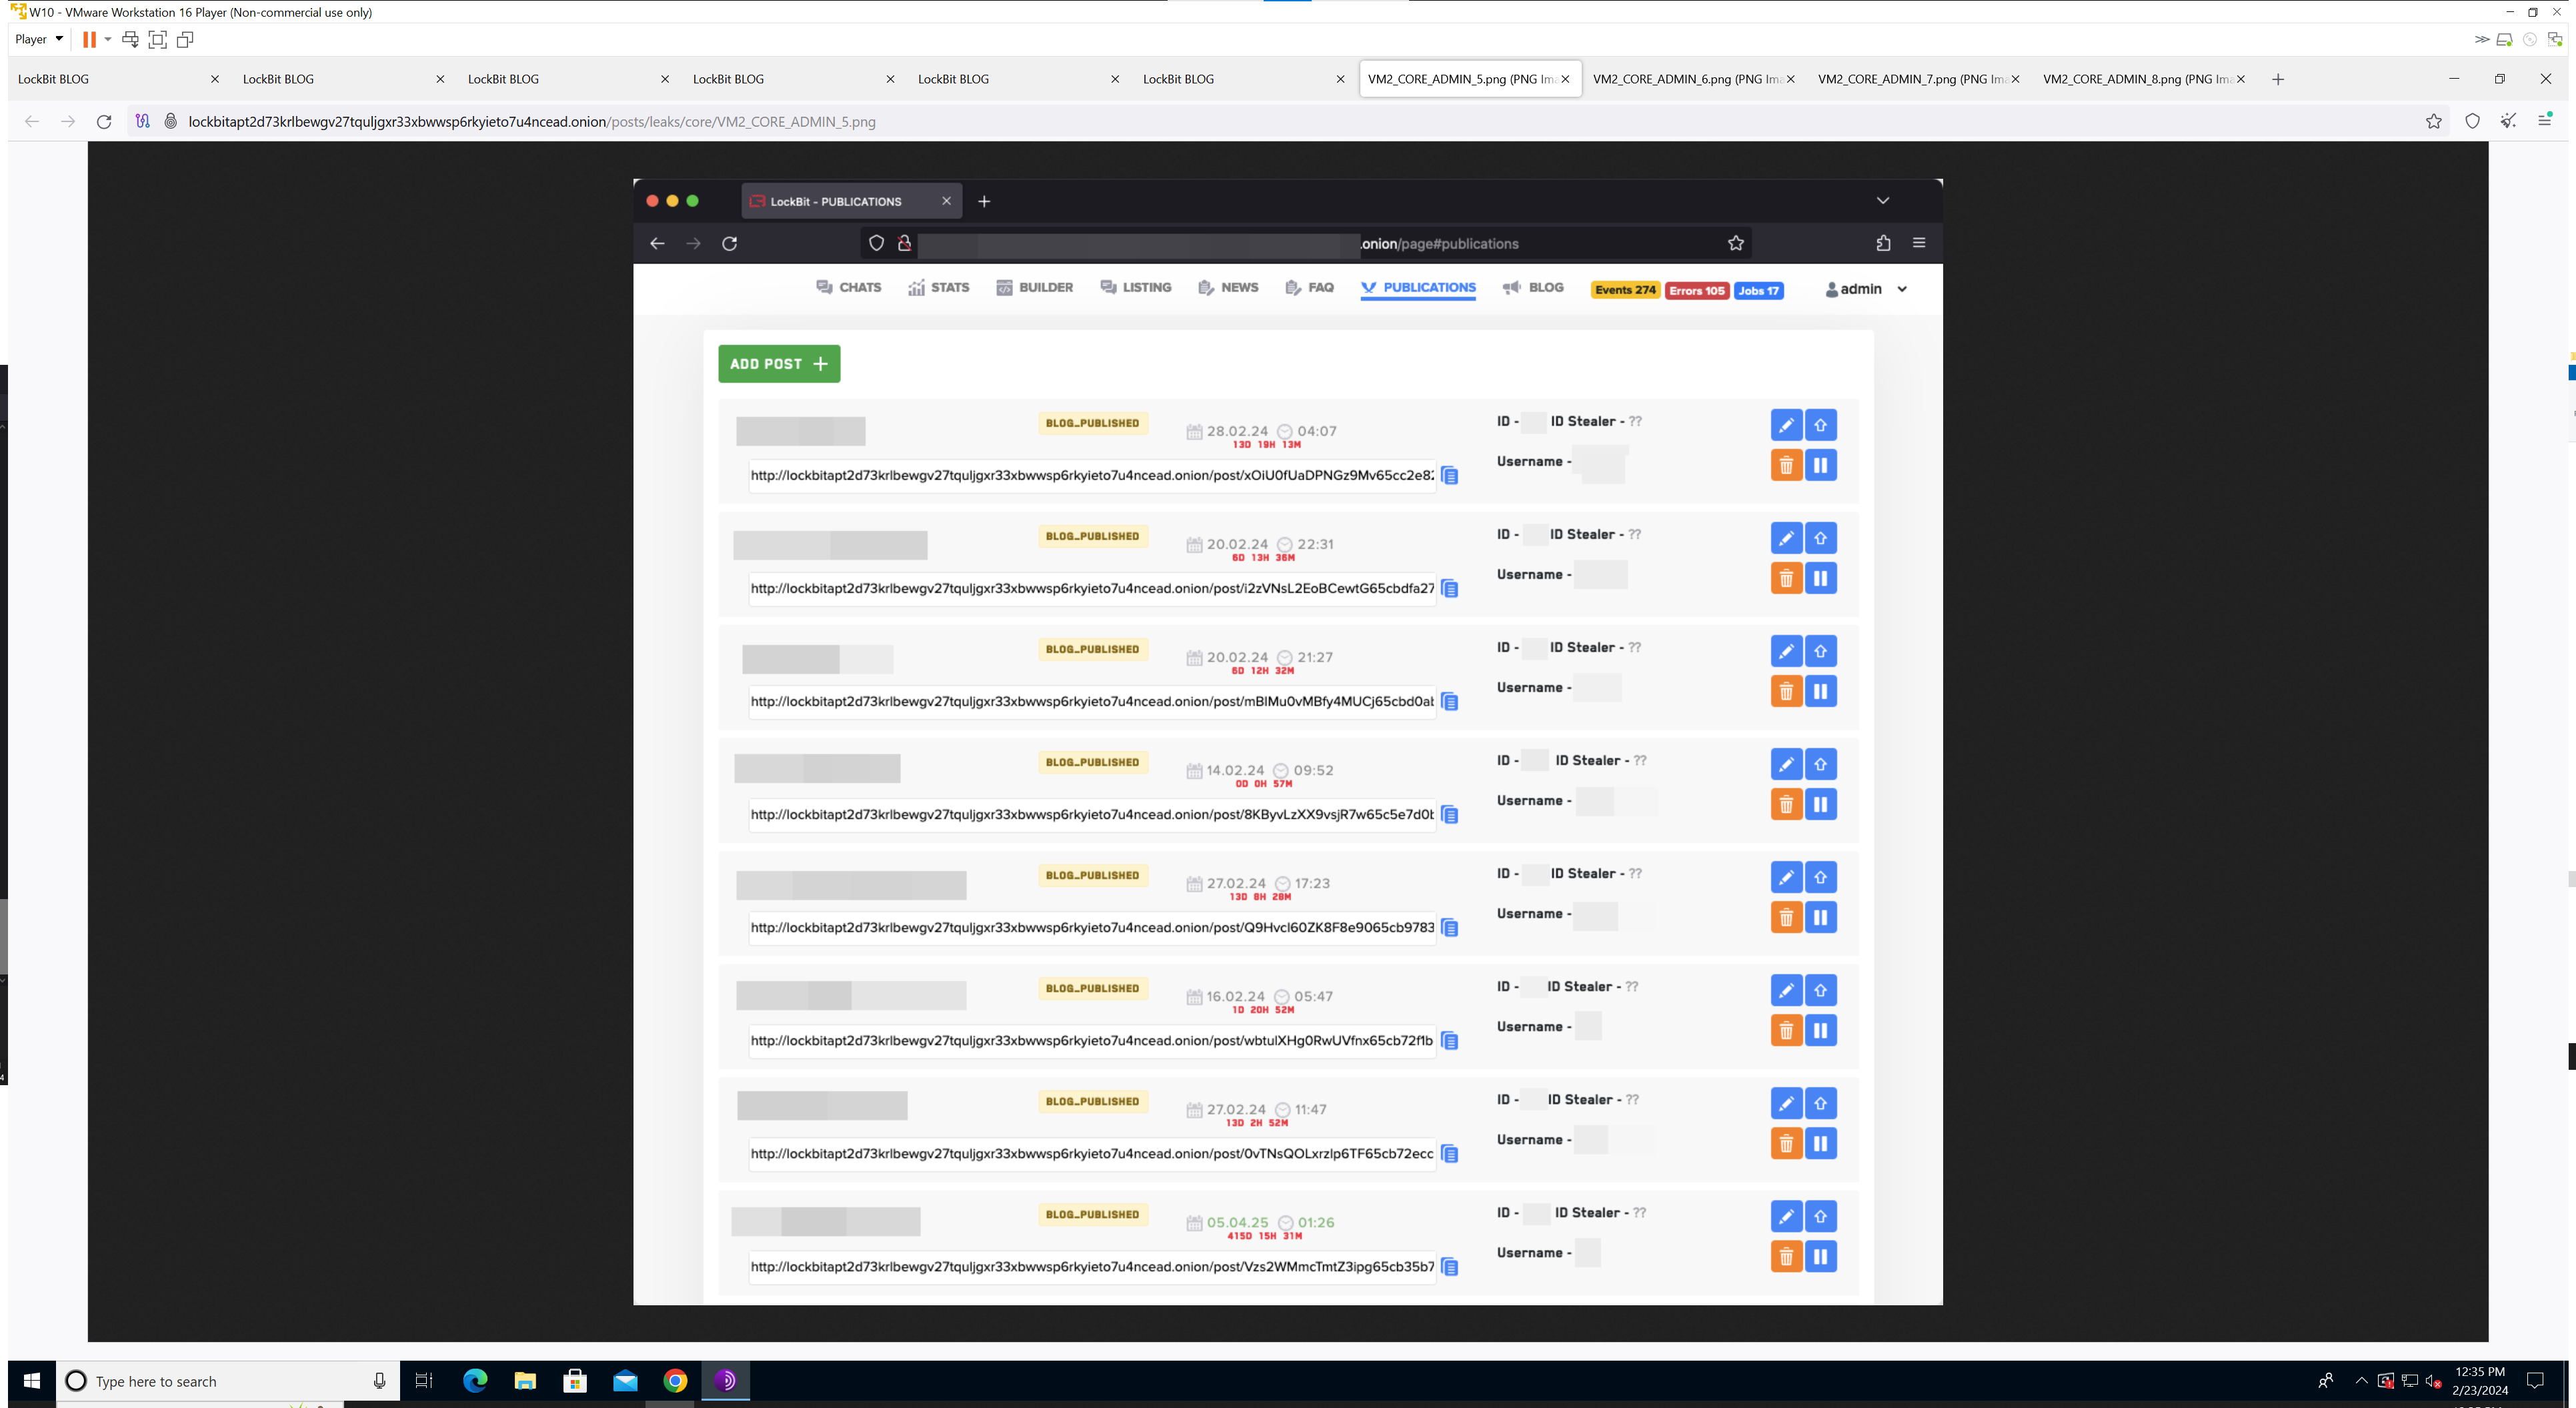 W10 - VMware Workstation 16 Player (Non-commercial use only)
Player
LockBit BLOG LockBit BLOG LockBit BLOG LockBit BLOG LockBit BLOG LockBit BLOG VM2_CORE_ADMIN_5.png (PNG Im VM2_CORE_ADMIN_6.png (PNG Im VM2_CORE_ADMIN_7.png (PNG Im VM2_CORE_ADMIN_8.png (PNG Im
lockbitapt2d73krlbewgv27tquljgxr33xbwwsp6rkyieto7u4ncead.onion/posts/leaks/core/VM2_CORE_ADMIN_5.png
LockBit - PUBLICATIONS
.onion/page#publications
CHATS STATS BUILDER LISTING NEWS FAQ PUBLICATIONS BLOG Events 274 Errors 105 Jobs 17 admin
ADD POST +
BLOG_PUBLISHED 28.02.24 04:07 ID - ID Stealer - ??
13D 19H 13M
Username -
http://lockbitapt2d73krlbewgv27tquljgxr33xbwwsp6rkyieto7u4ncead.onion/post/xOiU0fUaDPNGz9Mv65cc2e82
BLOG_PUBLISHED 20.02.24 22:31 ID - ID Stealer - ??
6D 13H 36M
Username -
http://lockbitapt2d73krlbewgv27tquljgxr33xbwwsp6rkyieto7u4ncead.onion/post/i2zVNsL2EoBCewtG65cbdfa27
BLOG_PUBLISHED 20.02.24 21:27 ID - ID Stealer - ??
6D 12H 32M
Username -
http://lockbitapt2d73krlbewgv27tquljgxr33xbwwsp6rkyieto7u4ncead.onion/post/mBlMu0vMBfy4MUCj65cbd0ab
BLOG_PUBLISHED 14.02.24 09:52 ID - ID Stealer - ??
0D 0H 57M
Username -
http://lockbitapt2d73krlbewgv27tquljgxr33xbwwsp6rkyieto7u4ncead.onion/post/8KByvLzXX9vsjR7w65c5e7d0b
BLOG_PUBLISHED 27.02.24 17:23 ID - ID Stealer - ??
13D 8H 28M
Username -
http://lockbitapt2d73krlbewgv27tquljgxr33xbwwsp6rkyieto7u4ncead.onion/post/Q9Hvcl60ZK8F8e9065cb9783
BLOG_PUBLISHED 16.02.24 05:47 ID - ID Stealer - ??
1D 20H 52M
Username -
http://lockbitapt2d73krlbewgv27tquljgxr33xbwwsp6rkyieto7u4ncead.onion/post/wbtulXHg0RwUVfnx65cb72f1b
BLOG_PUBLISHED 27.02.24 11:47 ID - ID Stealer - ??
13D 2H 52M
Username -
http://lockbitapt2d73krlbewgv27tquljgxr33xbwwsp6rkyieto7u4ncead.onion/post/0vTNsQOLxrzlp6TF65cb72ecc
BLOG_PUBLISHED 05.04.25 01:26 ID - ID Stealer - ??
415D 15H 31M
Username -
http://lockbitapt2d73krlbewgv27tquljgxr33xbwwsp6rkyieto7u4ncead.onion/post/Vzs2WMmcTmtZ3ipg65cb35b7
Type here to search
12:35 PM
2/23/2024